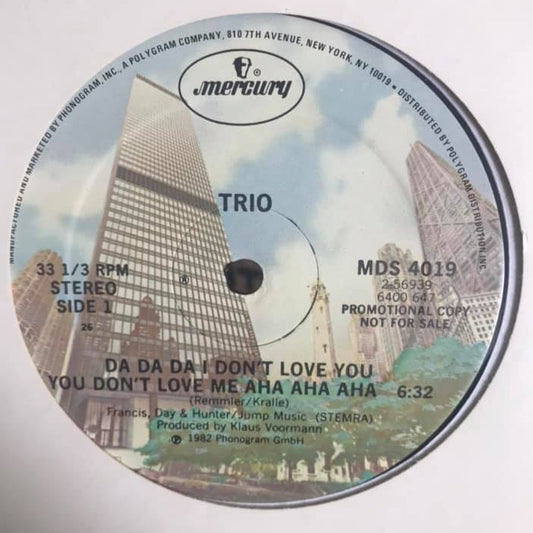 MANUFACTURED AND MARKETED BY PHONOGRAM, INC., A POLYGRAM COMPANY, 810 7TH AVENUE, NEW YORK, NY 10019 • DISTRIBUTED BY POLYGRAM DISTRIBUTION, INC.
mercury ®
TRIO
33 1/3 RPM
STEREO
SIDE 1
26
®
MDS 4019
2-56939
6400 647
PROMOTIONAL COPY
NOT FOR SALE
DA DA DA I DON'T LOVE YOU
YOU DON'T LOVE ME AHA AHA AHA 6:32
(Remmler/Kralle)
Francis, Day & Hunter/Jump Music (STEMRA)
Produced by Klaus Voormann
℗ 1982 Phonogram GmbH